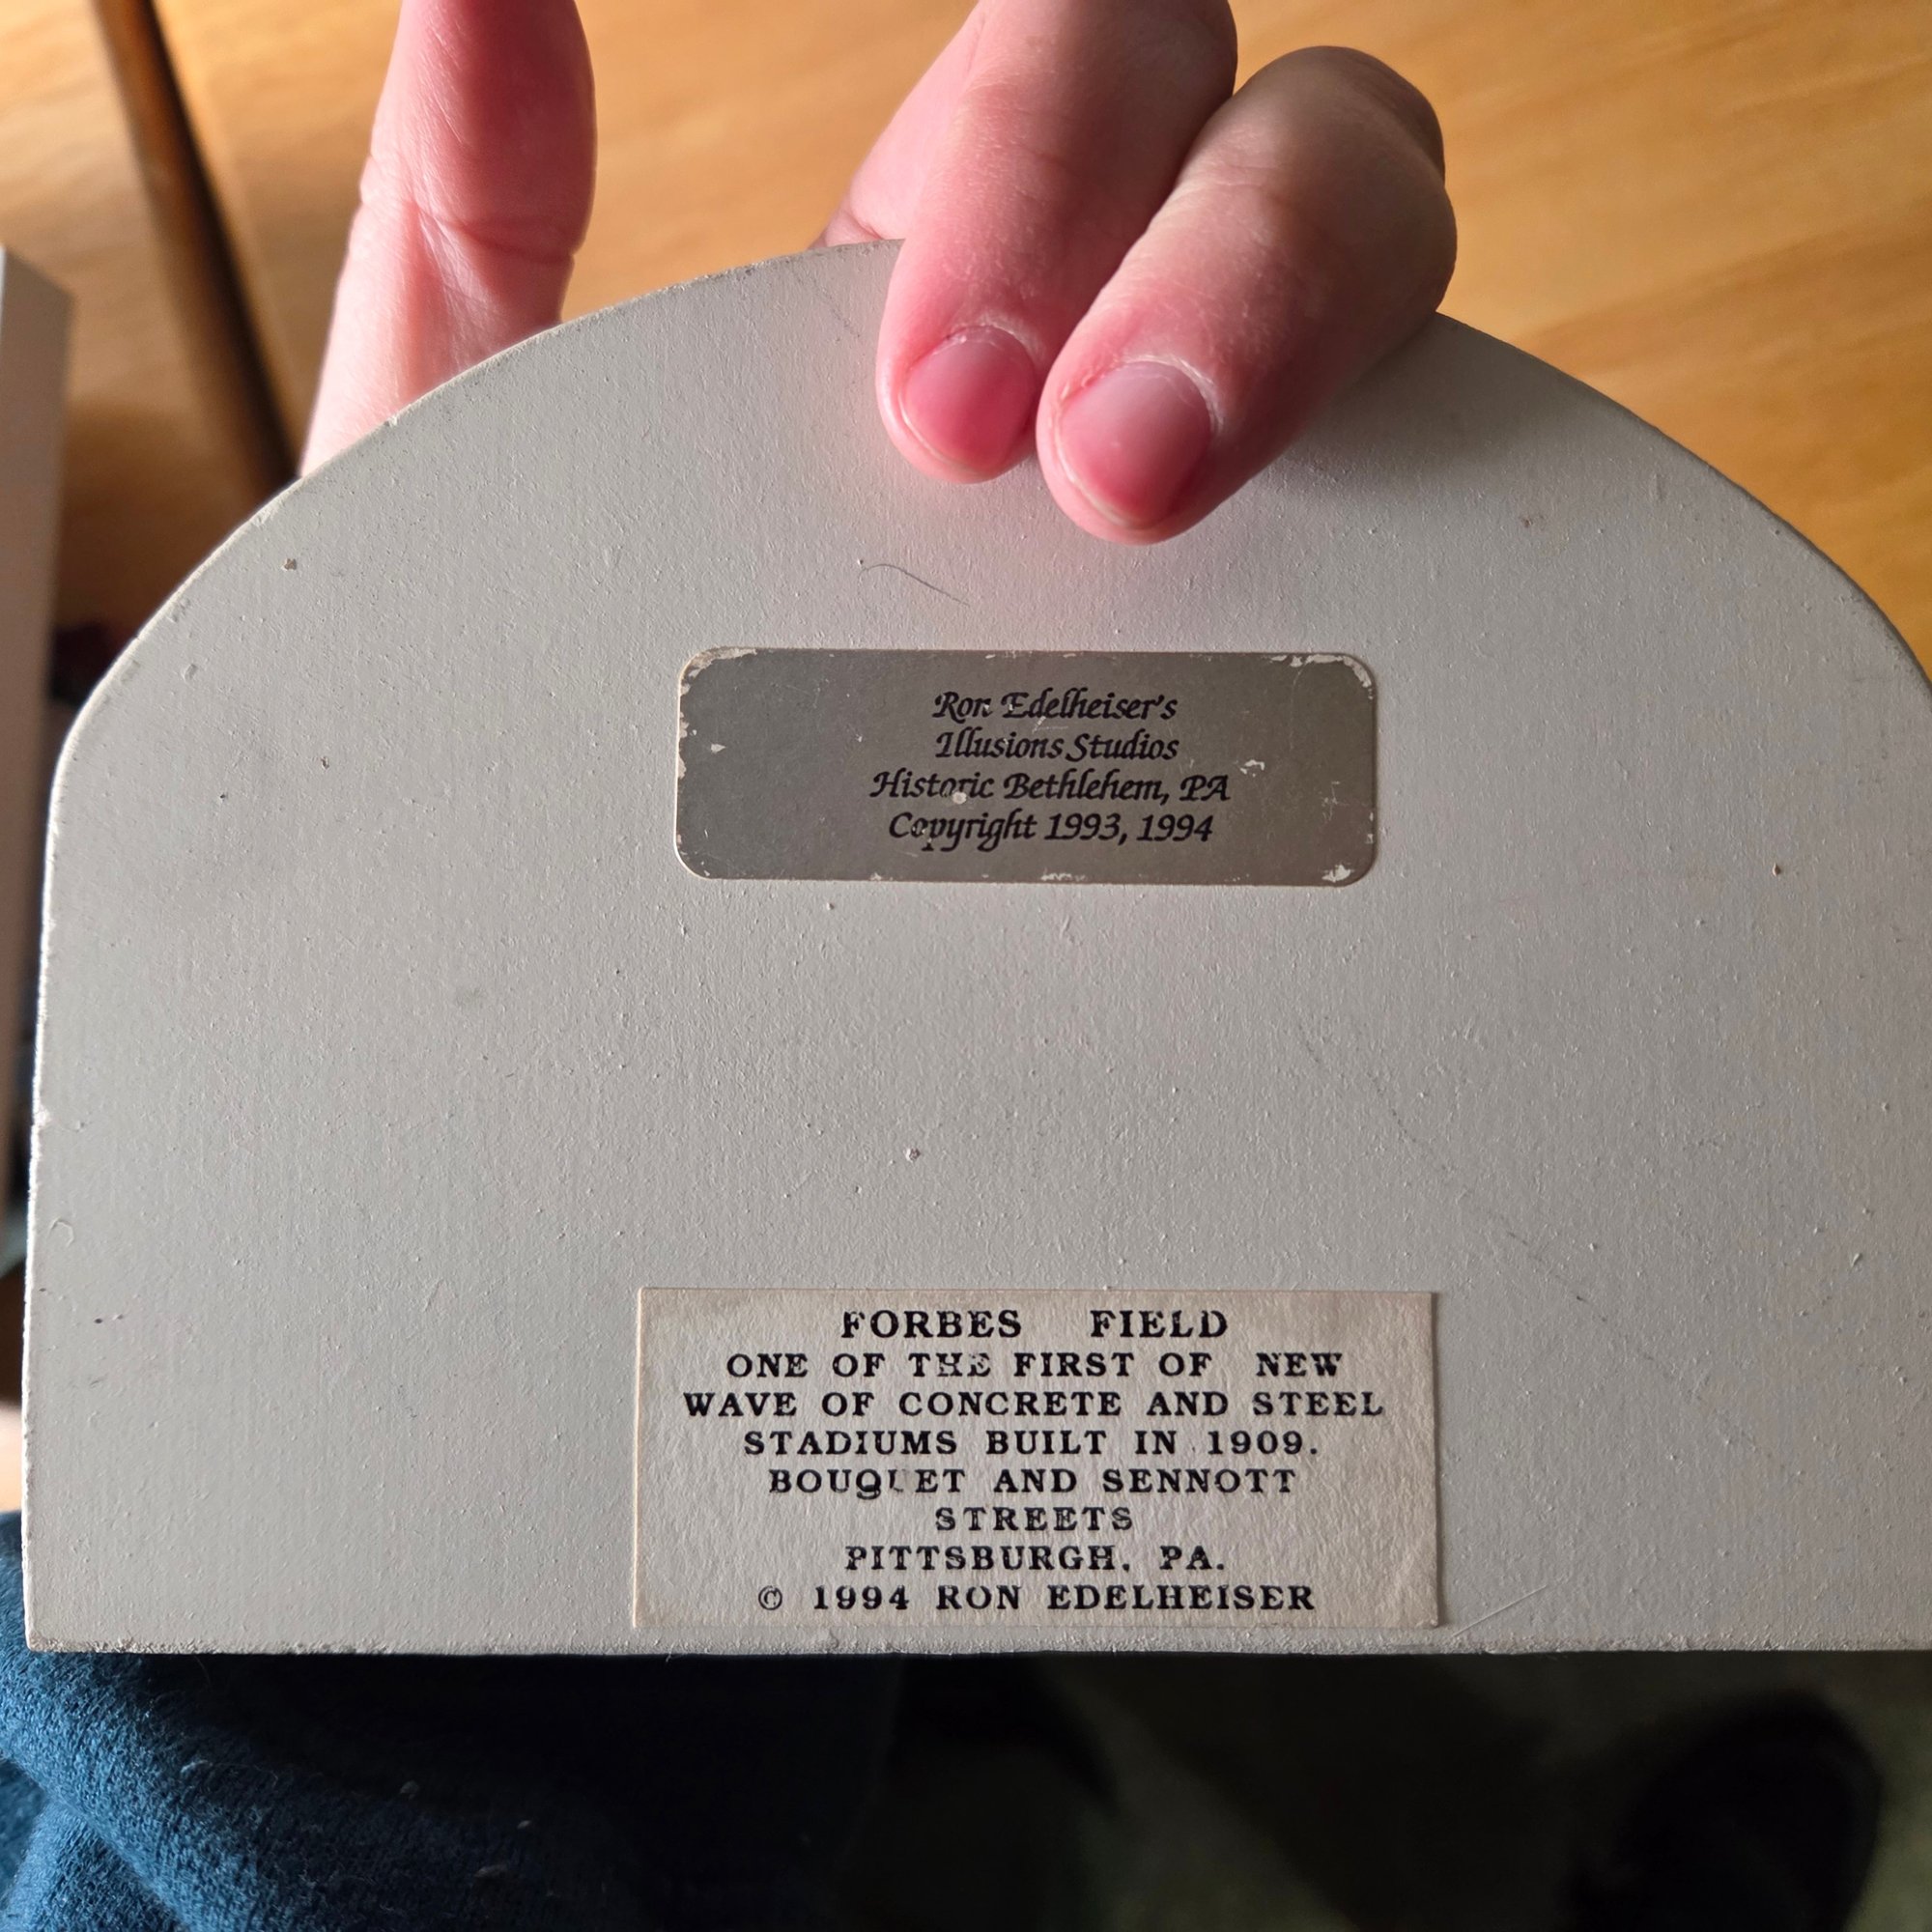 Ron Edelheiser's
Illusions Studios
Historic Bethlehem, PA
Copyright 1993, 1994
FORBES FIELD
ONE OF THE FIRST OF NEW
WAVE OF CONCRETE AND STEEL
STADIUMS BUILT IN 1909.
BOUQUET AND SENNOTT
STREETS
PITTSBURGH, PA.
© 1994 RON EDELHEISER